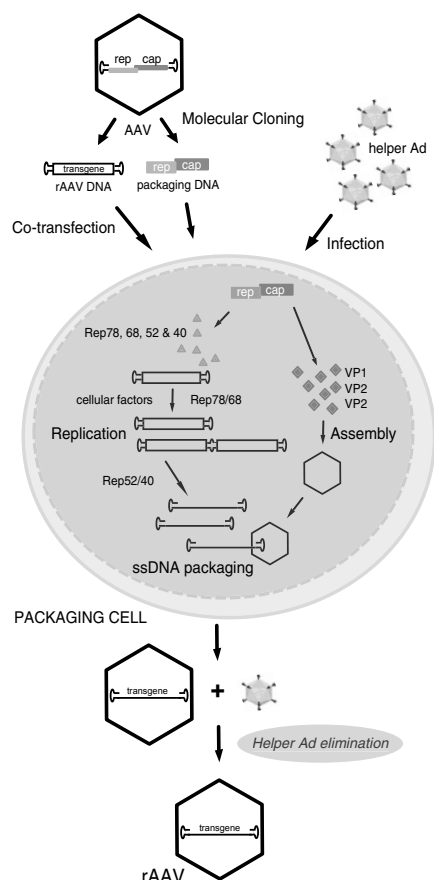 rep cap
AAV
Molecular Cloning
transgene
rAAV DNA
rep cap
packaging DNA
helper Ad
Co-transfection
Infection
rep cap
Rep78, 68, 52 & 40
VP1
VP2
VP2
cellular factors
Rep78/68
Replication
Assembly
Rep52/40
ssDNA packaging
PACKAGING CELL
transgene
+
Helper Ad elimination
transgene
rAAV